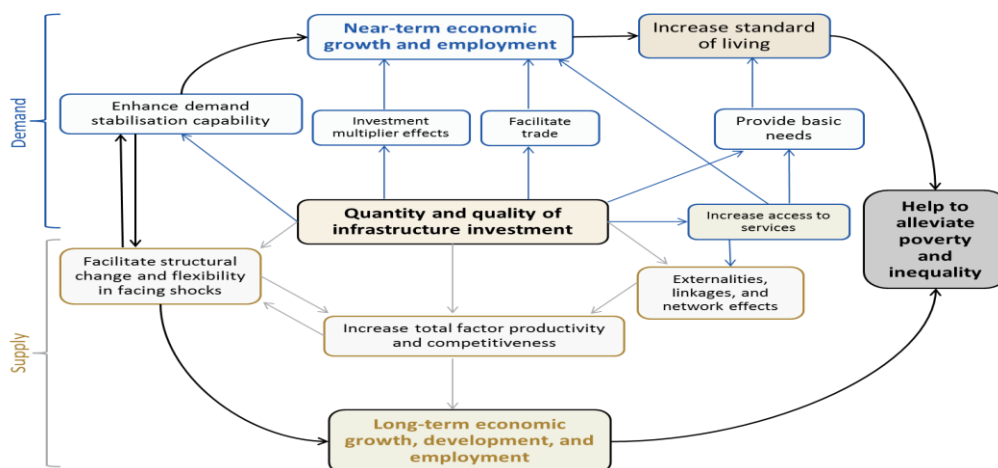 Near-term economic
growth and employment
Increase standard
of living
Demand
Enhance demand
stabilisation capability
Investment
multiplier effects
Facilitate
trade
Provide basic
needs
Quantity and quality of
infrastructure investment
Increase access to
services
Help to
alleviate
poverty
and
inequality
Supply
Facilitate structural
change and flexibility
in facing shocks
Externalities,
linkages, and
network effects
Increase total factor productivity
and competitiveness
Long-term economic
growth, development, and
employment